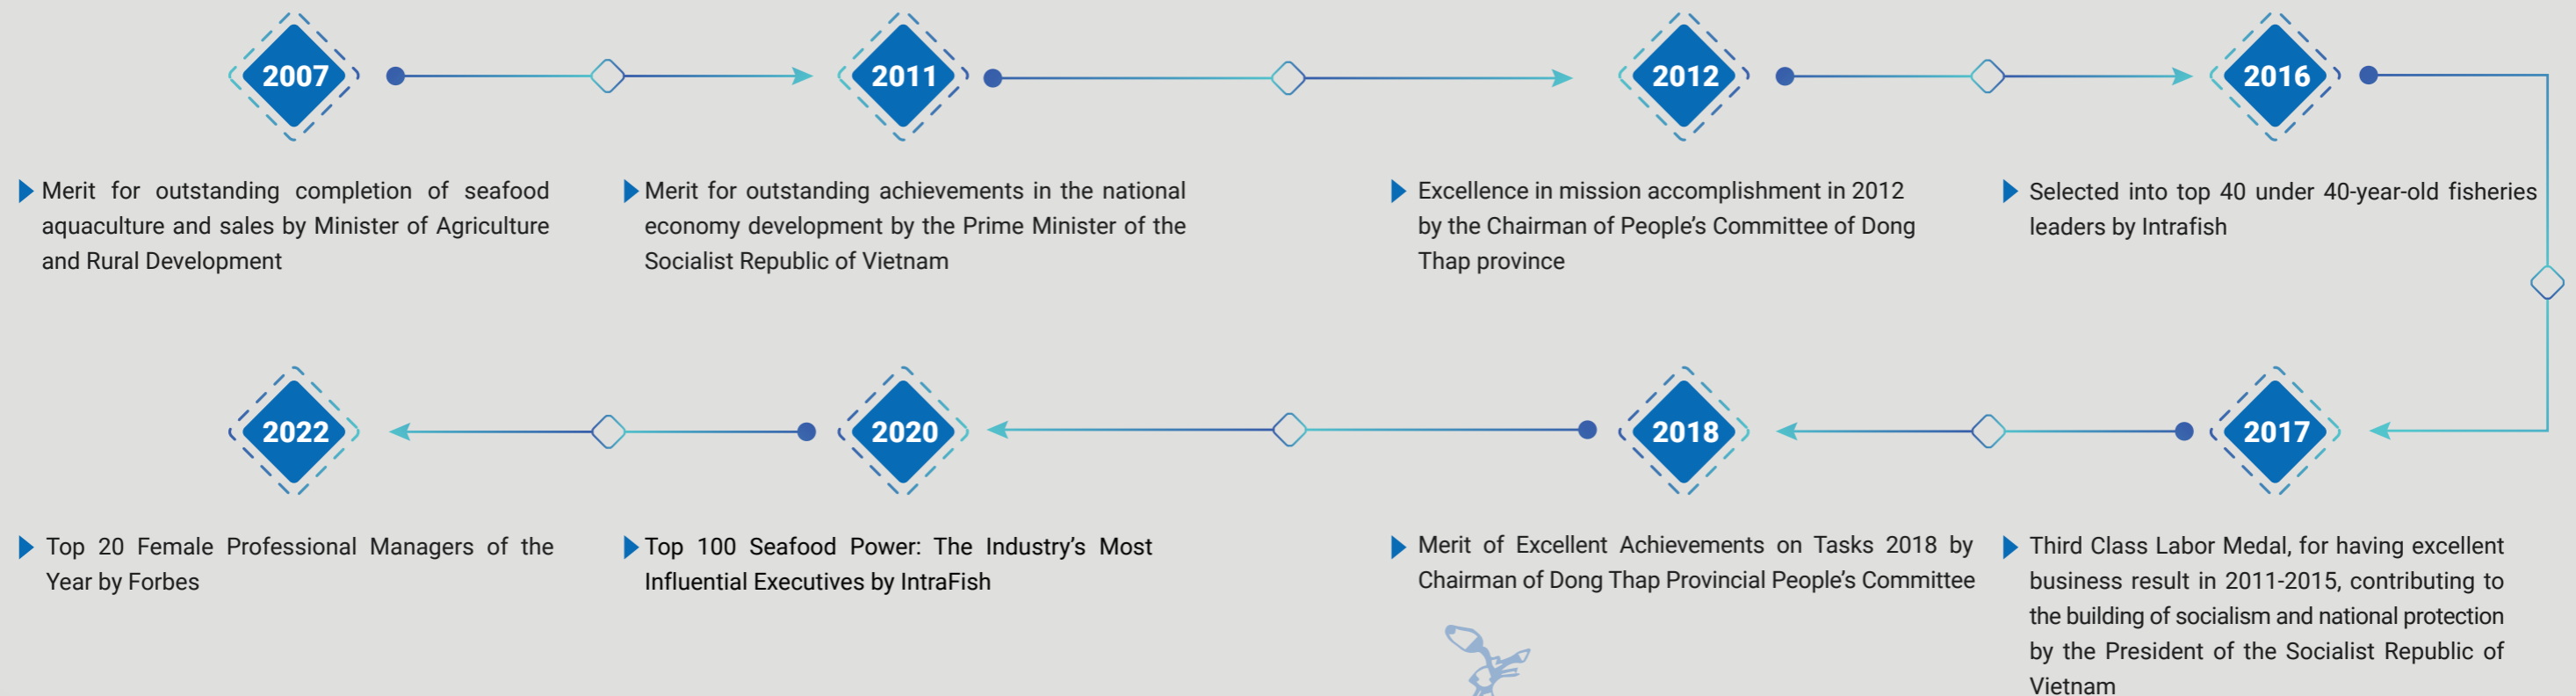 2007
Merit for outstanding completion of seafood
aquaculture and sales by Minister of Agriculture
and Rural Development
2011
Merit for outstanding achievements in the national
economy development by the Prime Minister of the
Socialist Republic of Vietnam
2012
Excellence in mission accomplishment in 2012
by the Chairman of People's Committee of Dong
Thap province
2016
Selected into top 40 under 40-year-old fisheries
leaders by Intrafish
2017
Third Class Labor Medal, for having excellent
business result in 2011-2015, contributing to
the building of socialism and national protection
by the President of the Socialist Republic of
Vietnam
2018
Merit of Excellent Achievements on Tasks 2018 by
Chairman of Dong Thap Provincial People's Committee
2020
Top 100 Seafood Power: The Industry's Most
Influential Executives by IntraFish
2022
Top 20 Female Professional Managers of the
Year by Forbes